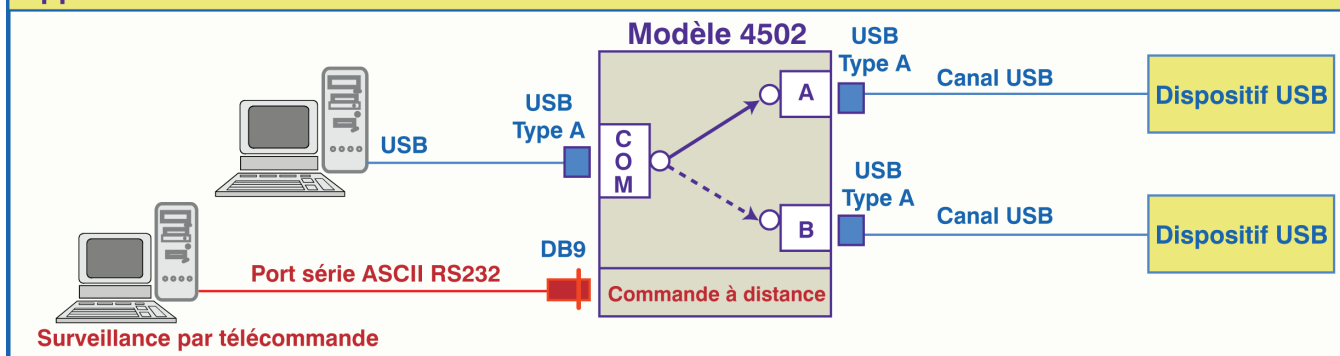 Modèle 4502
USB
Type A
Canal USB
A
Dispositif USB
USB
Type A
USB
COM
USB
Type A
Canal USB
B
Dispositif USB
DB9
Port série ASCII RS232
Commande à distance
Surveillance par télécommande